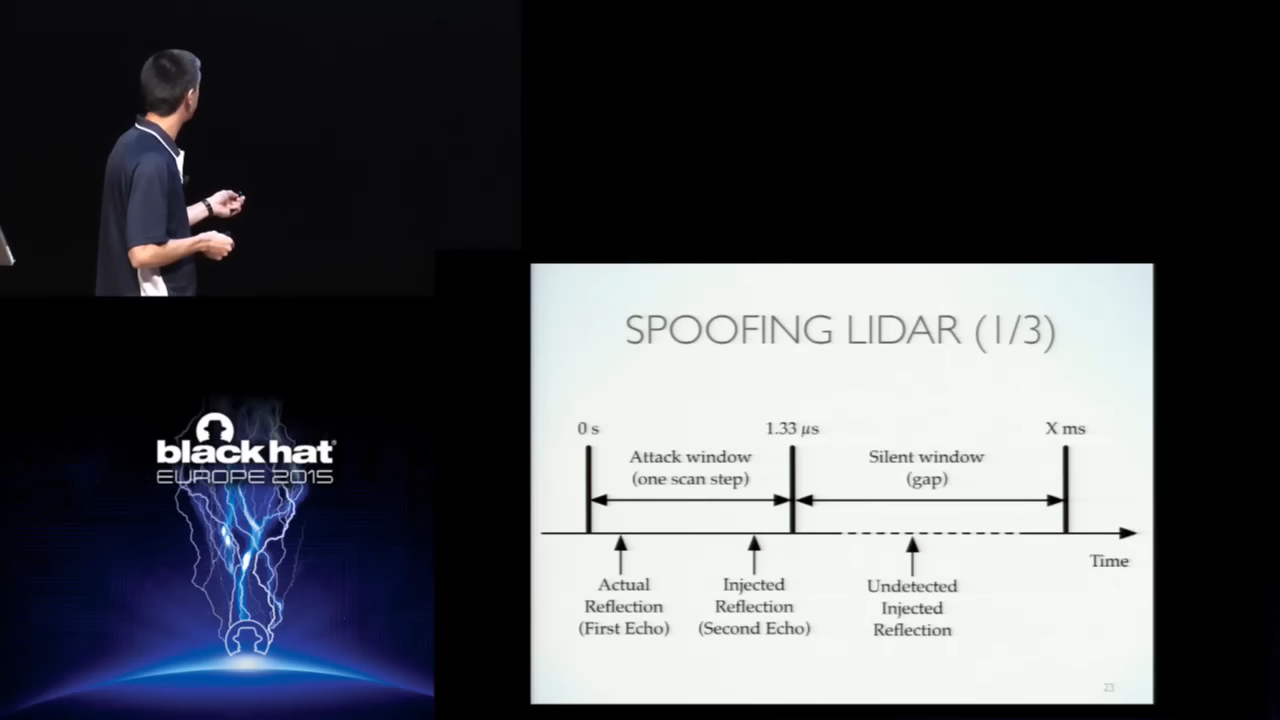 black hat
EUROPE 2015
SPOOFING LIDAR (1/3)
0 s
1.33 µs
X ms
Attack window
(one scan step)
Silent window
(gap)
Time
Actual
Reflection
(First Echo)
Injected
Reflection
(Second Echo)
Undetected
Injected
Reflection
23